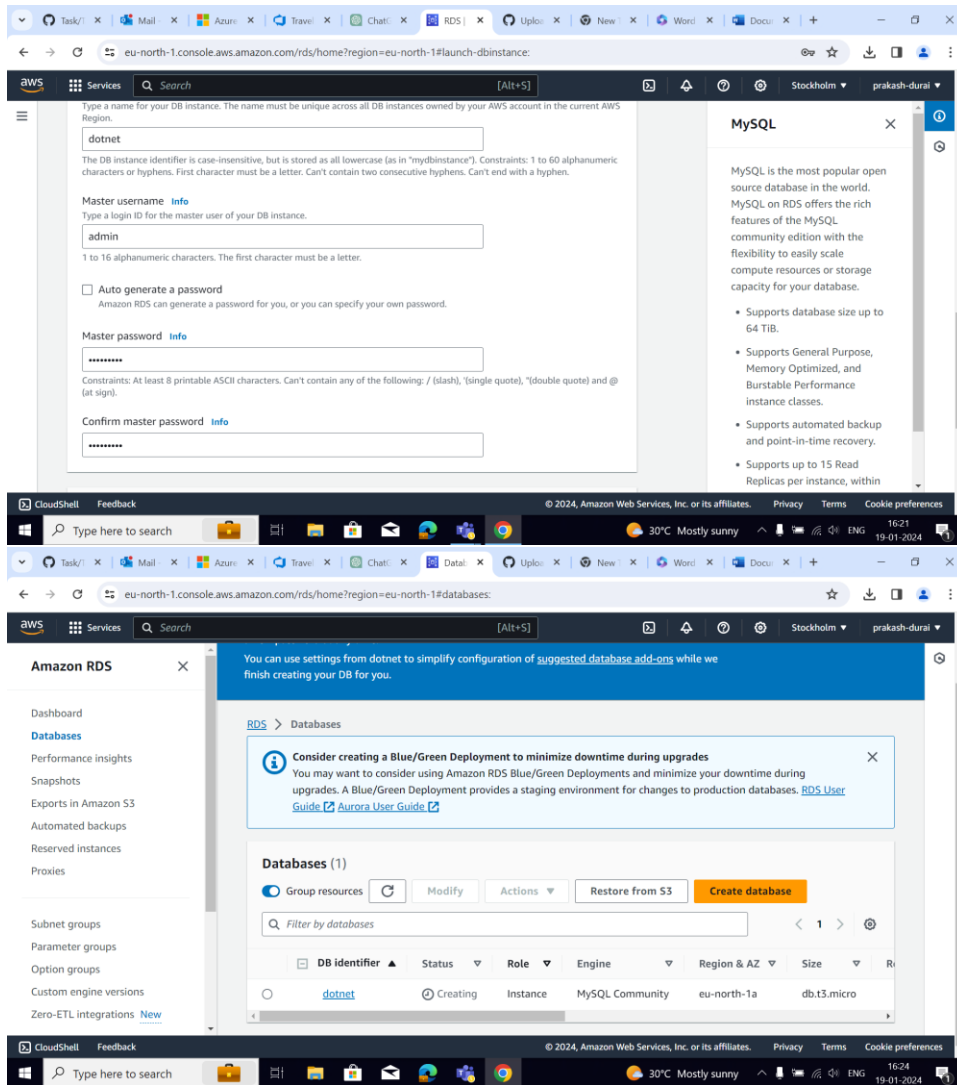 Task/ Mail - Azure Travel ChatG RDS | Uploa New T Word Docu
eu-north-1.console.aws.amazon.com/rds/home?region=eu-north-1#launch-dbinstance:
aws Services Search [Alt+S] Stockholm prakash-durai
Type a name for your DB instance. The name must be unique across all DB instances owned by your AWS account in the current AWS
Region.
dotnet
The DB instance identifier is case-insensitive, but is stored as all lowercase (as in "mydbinstance"). Constraints: 1 to 60 alphanumeric
characters or hyphens. First character must be a letter. Can't contain two consecutive hyphens. Can't end with a hyphen.
Master username Info
Type a login ID for the master user of your DB instance.
admin
1 to 16 alphanumeric characters. The first character must be a letter.
Auto generate a password
Amazon RDS can generate a password for you, or you can specify your own password.
Master password Info
•••••••••
Constraints: At least 8 printable ASCII characters. Can't contain any of the following: / (slash), '(single quote), "(double quote) and @
(at sign).
Confirm master password Info
•••••••••
MySQL
MySQL is the most popular open
source database in the world.
MySQL on RDS offers the rich
features of the MySQL
community edition with the
flexibility to easily scale
compute resources or storage
capacity for your database.
• Supports database size up to
64 TiB.
• Supports General Purpose,
Memory Optimized, and
Burstable Performance
instance classes.
• Supports automated backup
and point-in-time recovery.
• Supports up to 15 Read
Replicas per instance, within
CloudShell Feedback © 2024, Amazon Web Services, Inc. or its affiliates. Privacy Terms Cookie preferences
Type here to search 30°C Mostly sunny ENG 16:21
19-01-2024
Task/ Mail - Azure Travel ChatG Datab Uploa New T Word Docu
eu-north-1.console.aws.amazon.com/rds/home?region=eu-north-1#databases:
aws Services Search [Alt+S] Stockholm prakash-durai
Amazon RDS
Dashboard
Databases
Performance insights
Snapshots
Exports in Amazon S3
Automated backups
Reserved instances
Proxies
Subnet groups
Parameter groups
Option groups
Custom engine versions
Zero-ETL integrations New
You can use settings from dotnet to simplify configuration of suggested database add-ons while we
finish creating your DB for you.
RDS > Databases
Consider creating a Blue/Green Deployment to minimize downtime during upgrades
You may want to consider using Amazon RDS Blue/Green Deployments and minimize your downtime during
upgrades. A Blue/Green Deployment provides a staging environment for changes to production databases. RDS User
Guide Aurora User Guide
Databases (1)
Group resources Modify Actions Restore from S3 Create database
Filter by databases 1
DB identifier Status Role Engine Region & AZ Size
dotnet Creating Instance MySQL Community eu-north-1a db.t3.micro
CloudShell Feedback © 2024, Amazon Web Services, Inc. or its affiliates. Privacy Terms Cookie preferences
Type here to search 30°C Mostly sunny ENG 16:24
19-01-2024